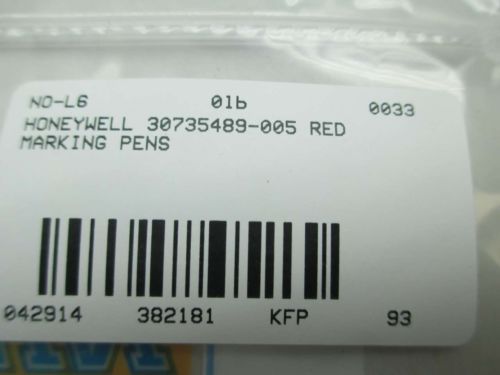 NO-L6 01b 0033
HONEYWELL 30735489-005 RED
MARKING PENS
042914 382181 KFP 93